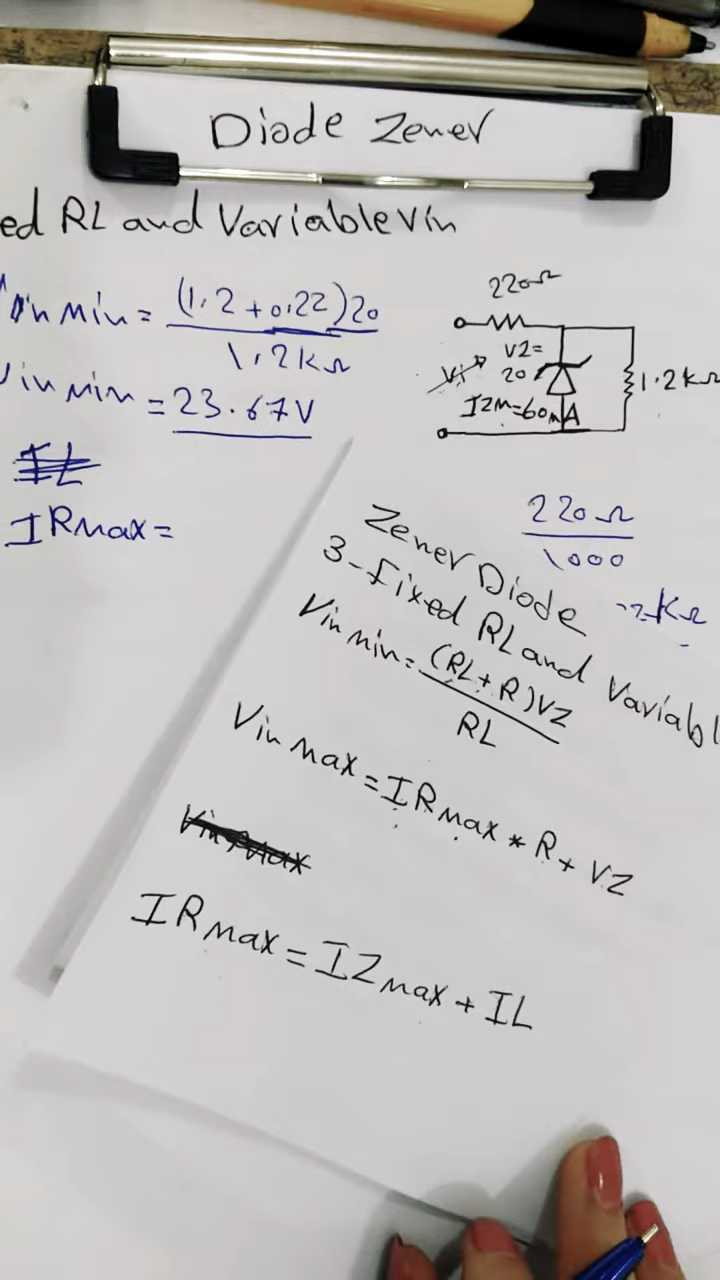 Diode Zener
ed RL and Variable Vin
Vin Min = (1.2 + 0.22) 20
1.2kΩ
Vin Min = 23.67V
IRMax =
220Ω
VZ=
20
Vi
IZM=60mA
1.2kΩ
220Ω
1000
KΩ
Zener Diode
3-Fixed RL and Variabl
Vin Min = (RL+R)VZ
RL
Vin Max = IRMax * R + VZ
IRMax = IZMax + IL